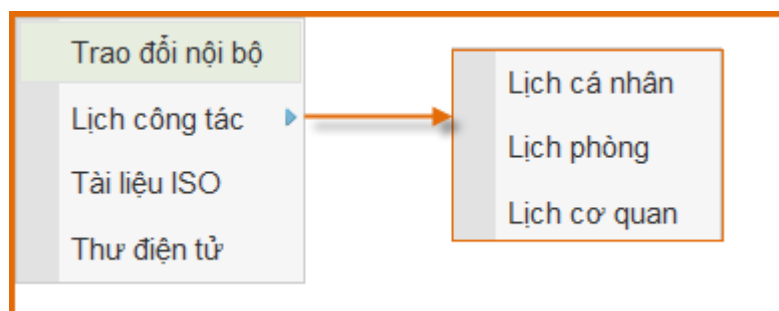 Trao đổi nội bộ
Lịch công tác
Tài liệu ISO
Thư điện tử
Lịch cá nhân
Lịch phòng
Lịch cơ quan